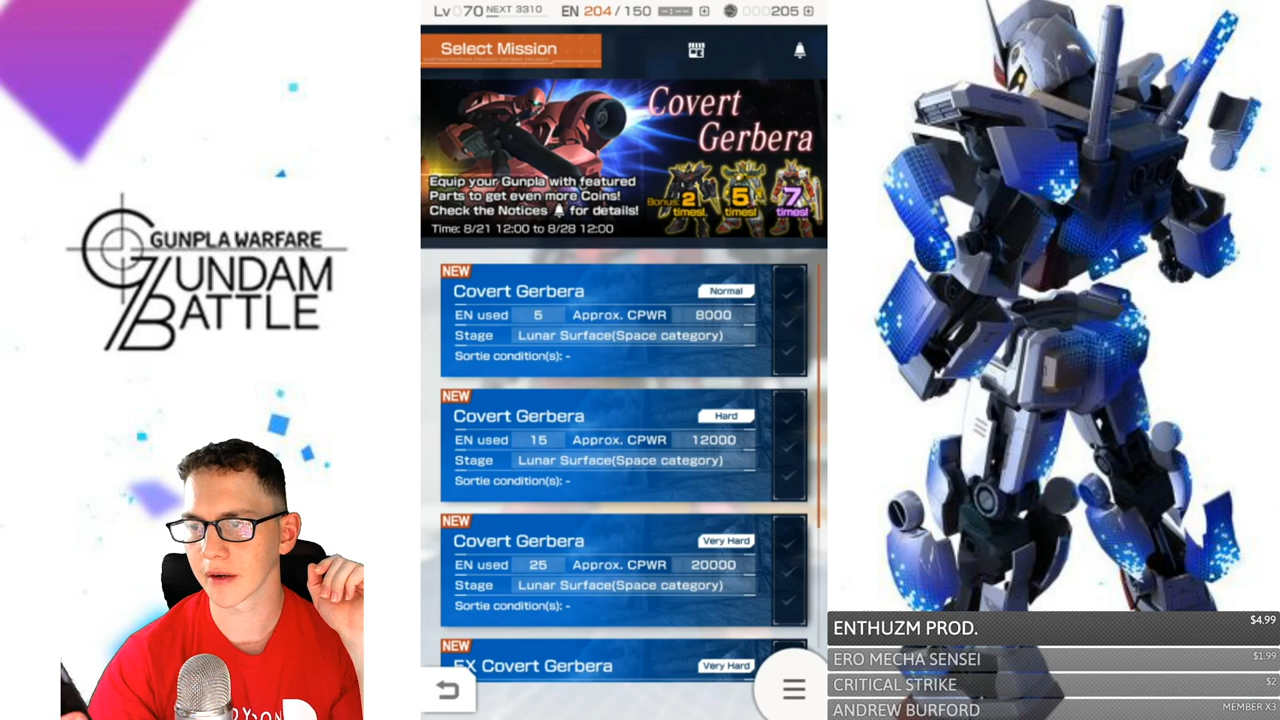 Lv 070 NEXT 3310 EN 204 / 150 000205
Select Mission
Covert
Gerbera
Equip your Gunpla with featured
Parts to get even more Coins!
Check the Notices for details!
Time: 8/21 12:00 to 8/28 12:00
Bonus 2 times! 5 times! 7 times!
GUNPLA WARFARE
GUNDAM
BATTLE
NEW
Covert Gerbera Normal
EN used 5 Approx. CPWR 8000
Stage Lunar Surface(Space category)
Sortie condition(s): -
NEW
Covert Gerbera Hard
EN used 15 Approx. CPWR 12000
Stage Lunar Surface(Space category)
Sortie condition(s): -
NEW
Covert Gerbera Very Hard
EN used 25 Approx. CPWR 20000
Stage Lunar Surface(Space category)
Sortie condition(s): -
NEW
EX Covert Gerbera Very Hard
ENTHUZM PROD. $4.99
ERO MECHA SENSEI $1.99
CRITICAL STRIKE $2
ANDREW BURFORD MEMBER X3